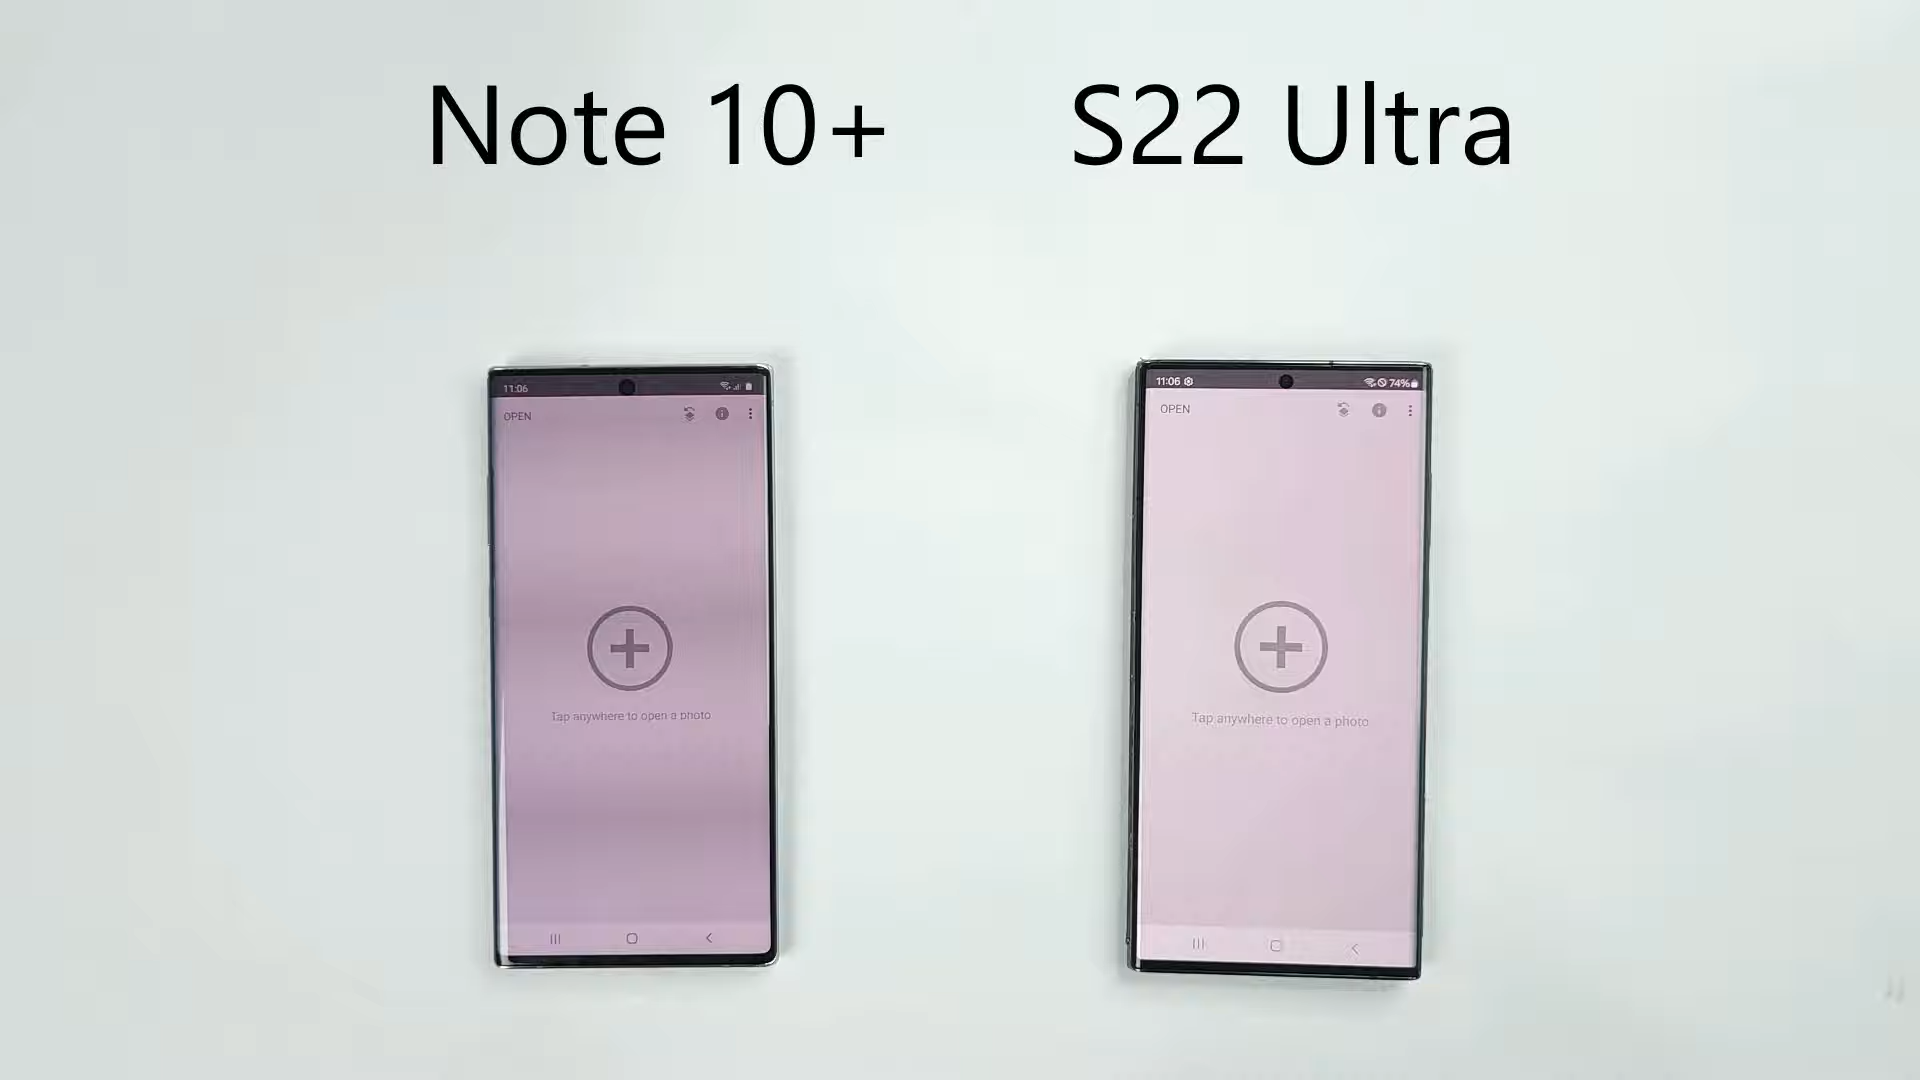 Note 10+ S22 Ultra
11:06
OPEN
Tap anywhere to open a photo
11:06 74%
OPEN
Tap anywhere to open a photo